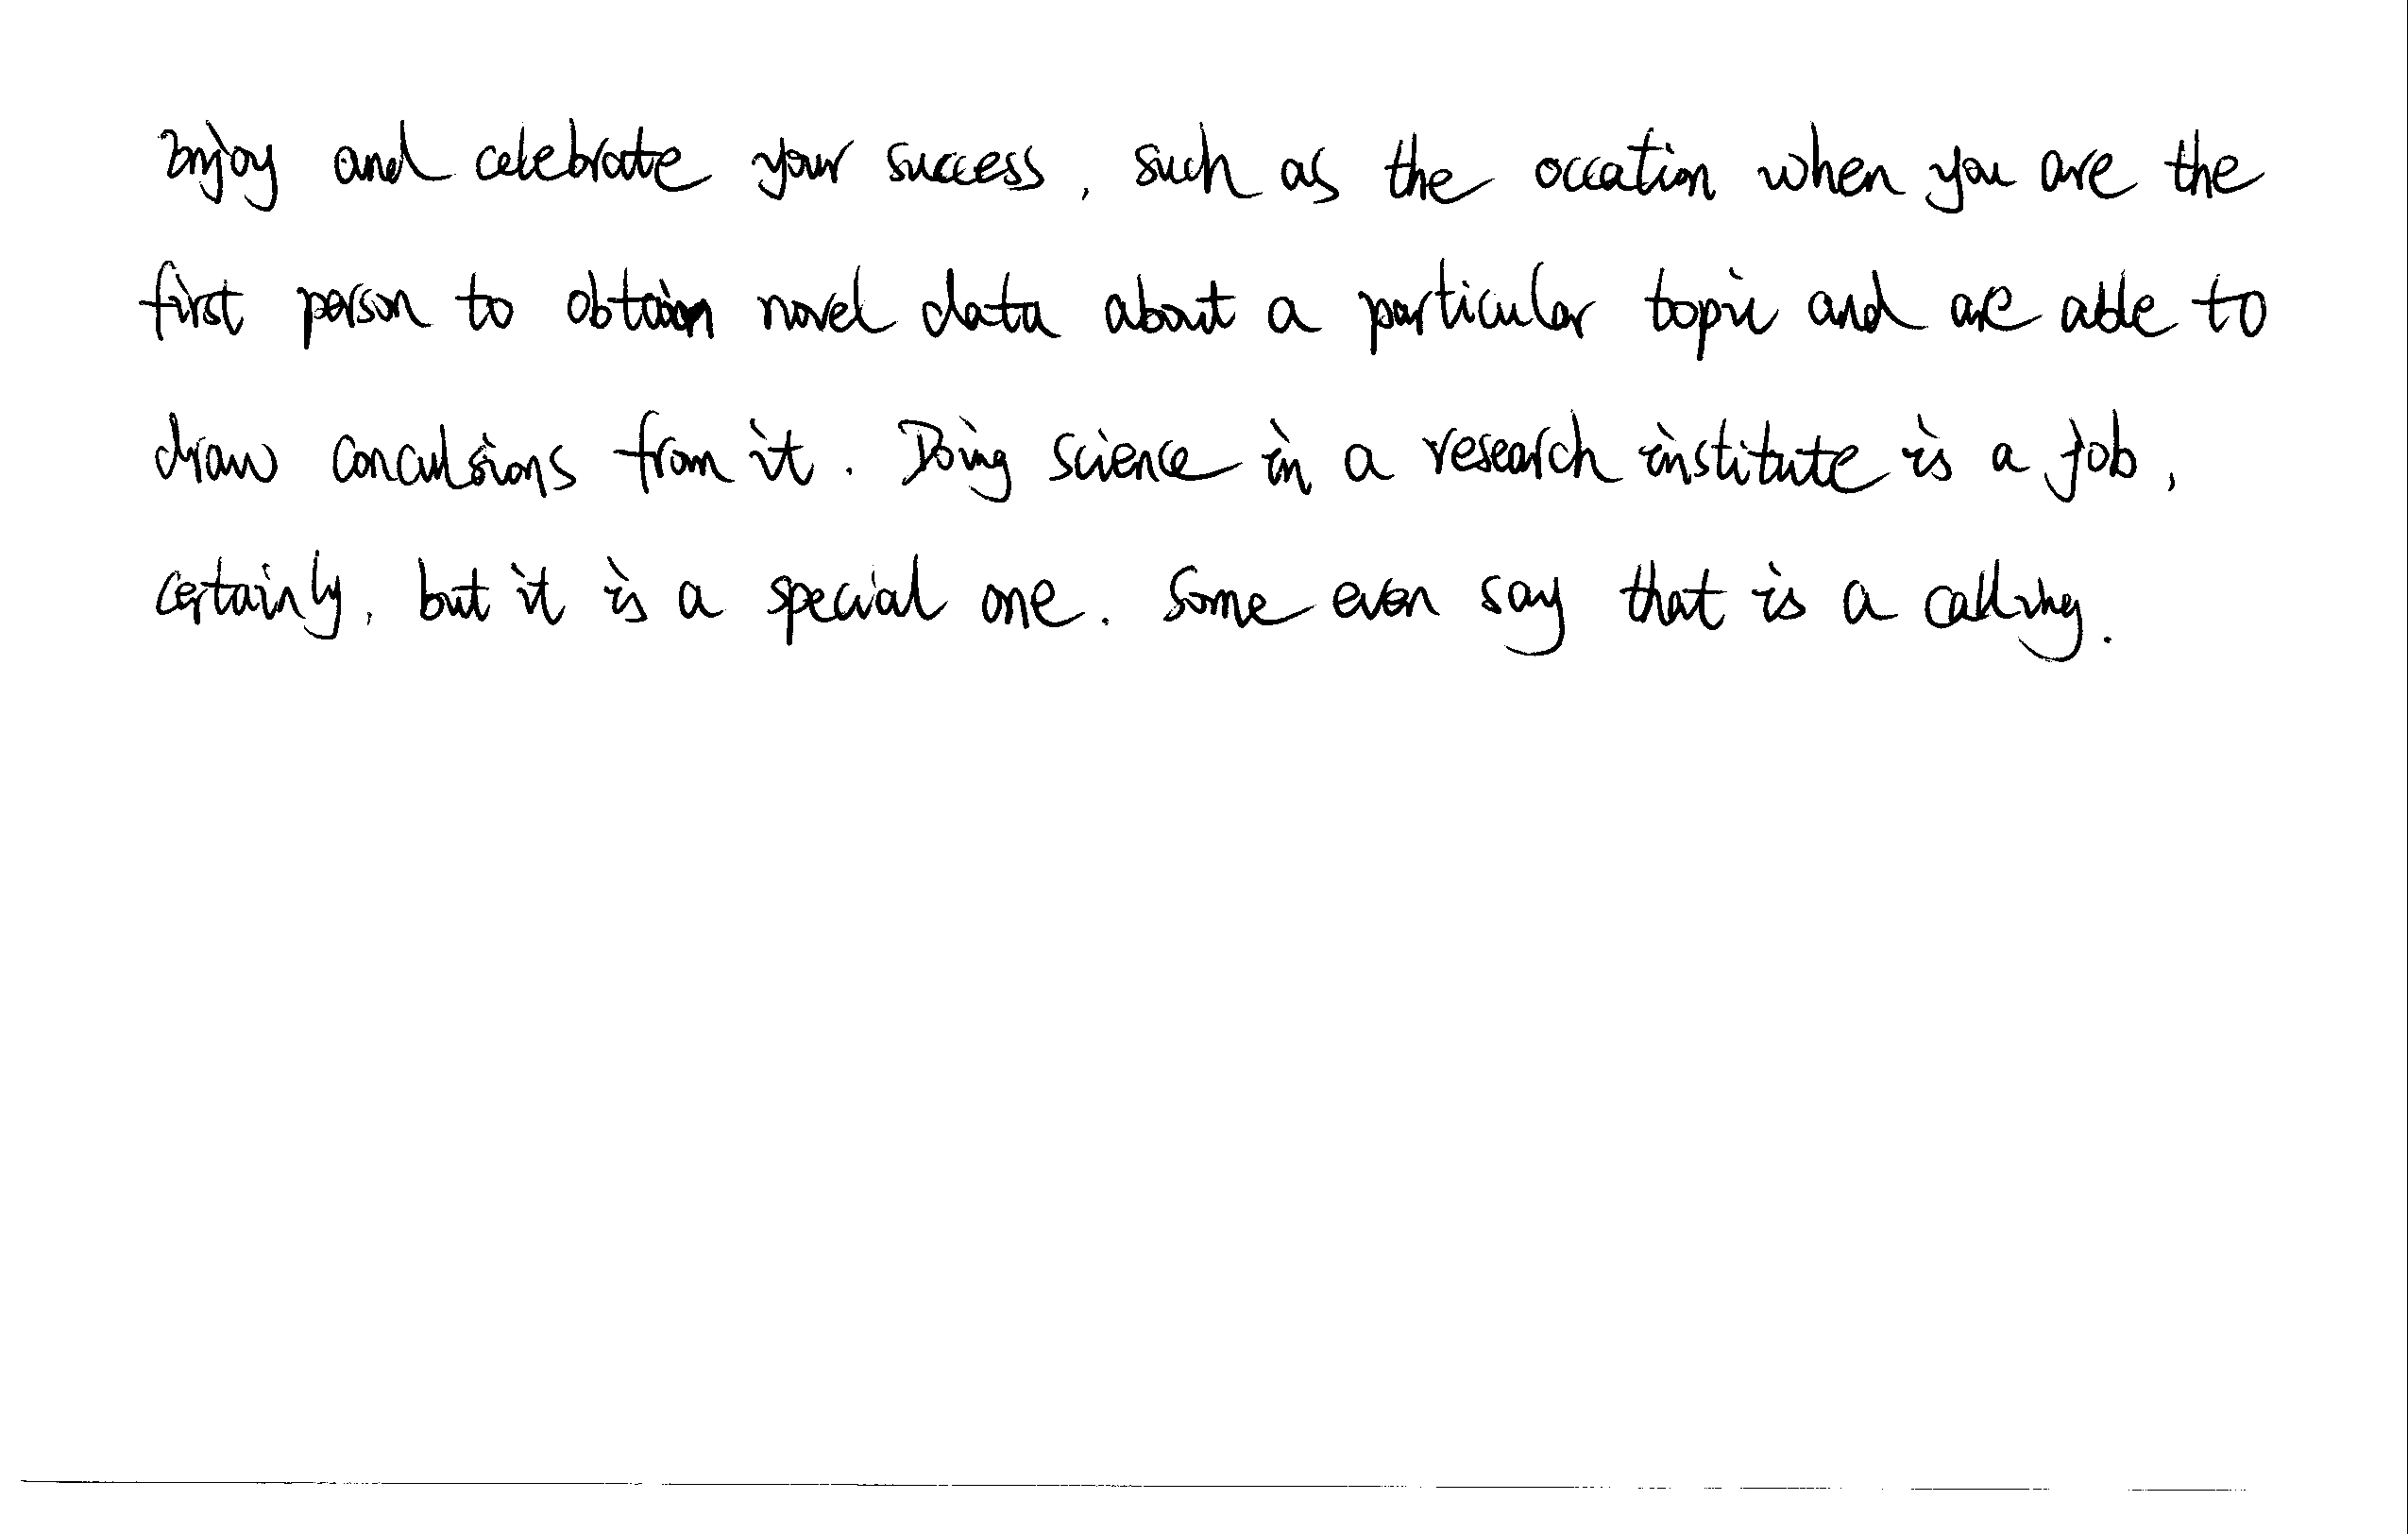 Enjoy and celebrate your success, such as the occation when you are the
first person to obtain novel data about a particular topic and are able to
draw conculsions from it. Doing science in a research institute is a job,
certainly, but it is a special one. Some even say that is a calling.